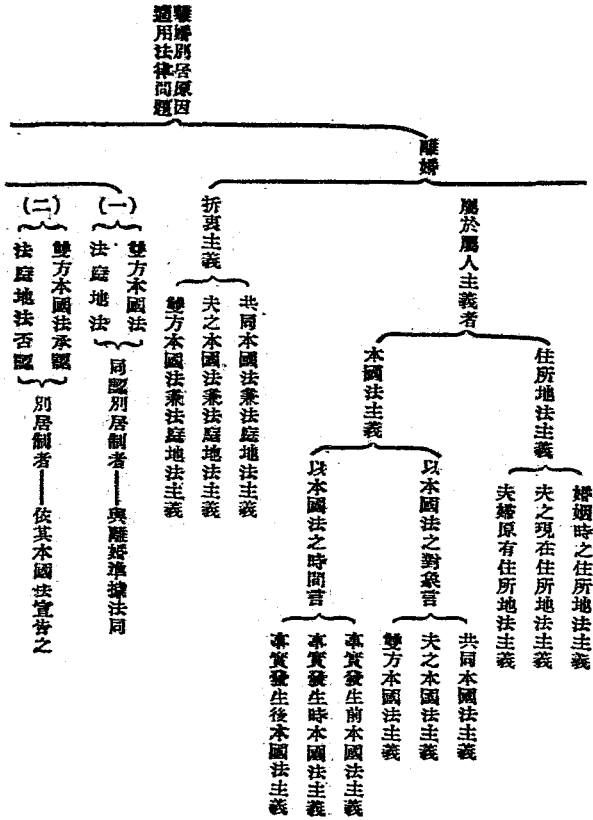 離婚別居原因
適用法律問題
離婚
屬於屬人主義者
住所地法主義
婚姻時之住所地法主義
夫之現在住所地法主義
夫婦原有住所地法主義
本國法主義
以本國法之對象言
共同本國法主義
夫之本國法主義
雙方本國法主義
以本國法之時間言
事實發生前本國法主義
事實發生時本國法主義
事實發生後本國法主義
折衷主義
共同本國法兼法庭地法主義
夫之本國法兼法庭地法主義
雙方本國法兼法庭地法主義
(一)
雙方本國法
法庭地法
同認別居制者——與離婚準據法同
(二)
雙方本國法承認
法庭地法否認
別居制者——依其本國法宣告之